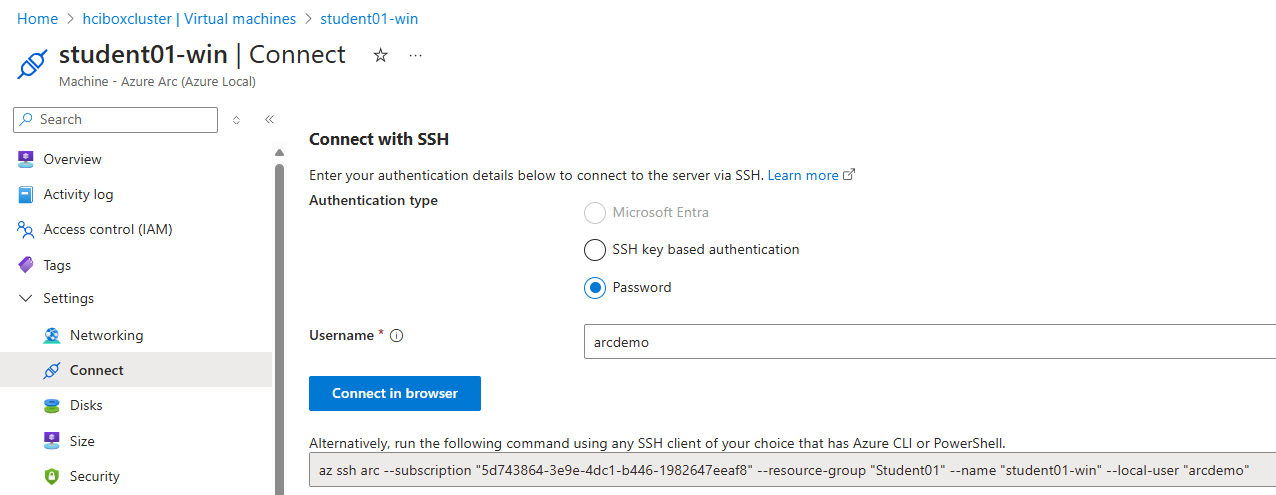 Home > hciboxcluster | Virtual machines > student01-win
student01-win | Connect
Machine - Azure Arc (Azure Local)
Search
Overview
Activity log
Access control (IAM)
Tags
Settings
Networking
Connect
Disks
Size
Security
Connect with SSH
Enter your authentication details below to connect to the server via SSH. Learn more
Authentication type
Microsoft Entra
SSH key based authentication
Password
Username *
arcdemo
Connect in browser
Alternatively, run the following command using any SSH client of your choice that has Azure CLI or PowerShell.
az ssh arc --subscription "5d743864-3e9e-4dc1-b446-1982647eeaf8" --resource-group "Student01" --name "student01-win" --local-user "arcdemo"